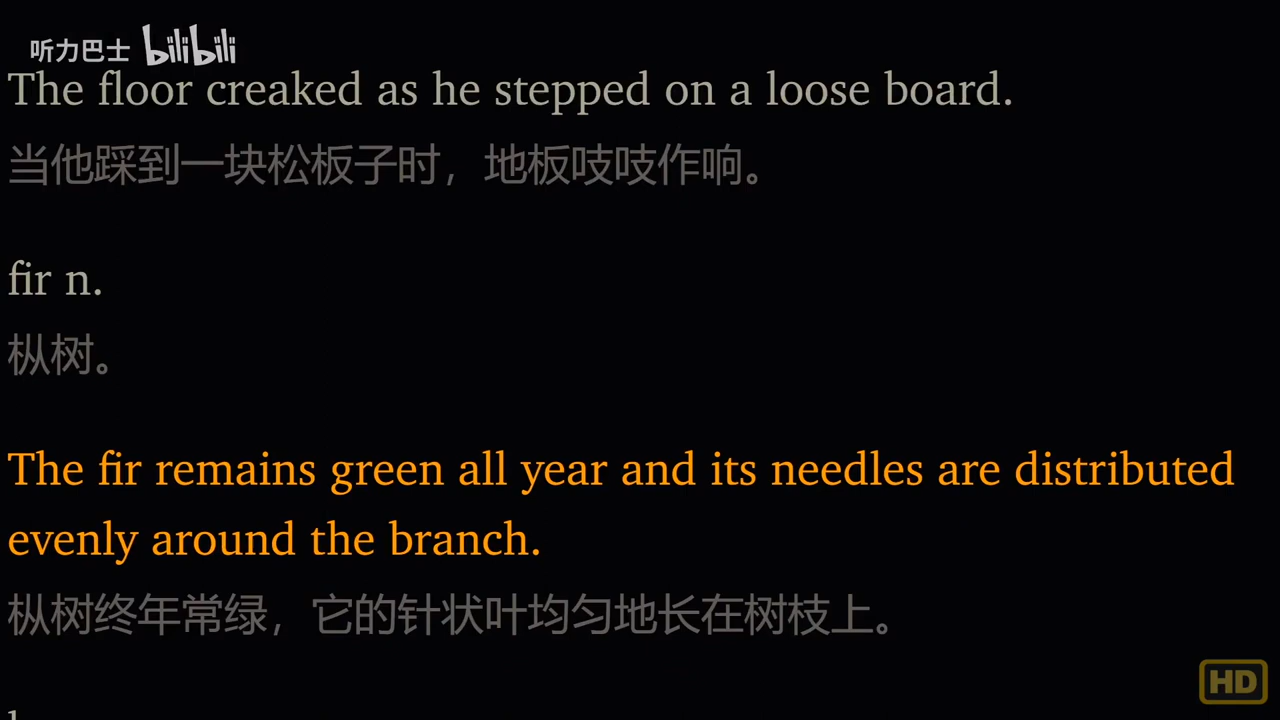 听力巴士 bilibili
The floor creaked as he stepped on a loose board.
当他踩到一块松板子时，地板吱吱作响。
fir n.
枞树。
The fir remains green all year and its needles are distributed
evenly around the branch.
枞树终年常绿，它的针状叶均匀地长在树枝上。
HD